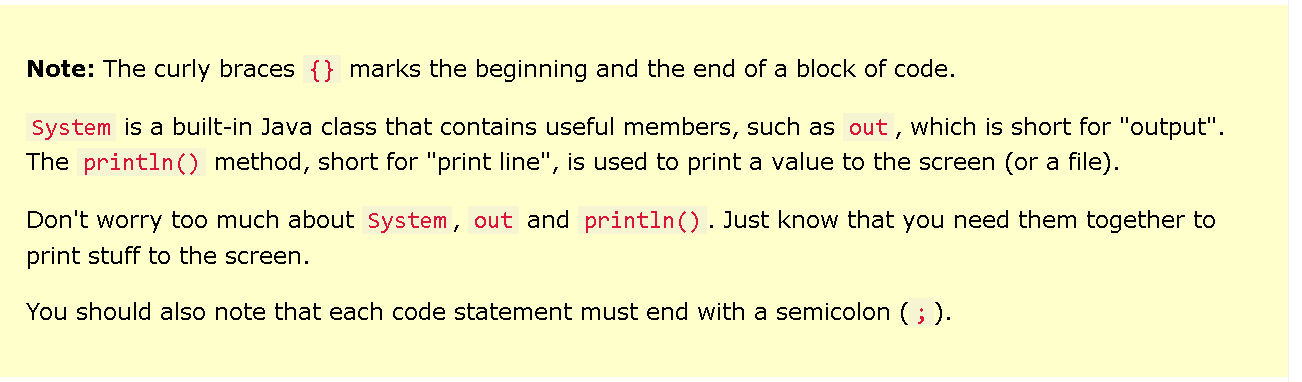 Note: The curly braces {} marks the beginning and the end of a block of code.
System is a built-in Java class that contains useful members, such as out, which is short for "output".
The println() method, short for "print line", is used to print a value to the screen (or a file).
Don't worry too much about System, out and println(). Just know that you need them together to
print stuff to the screen.
You should also note that each code statement must end with a semicolon (;).